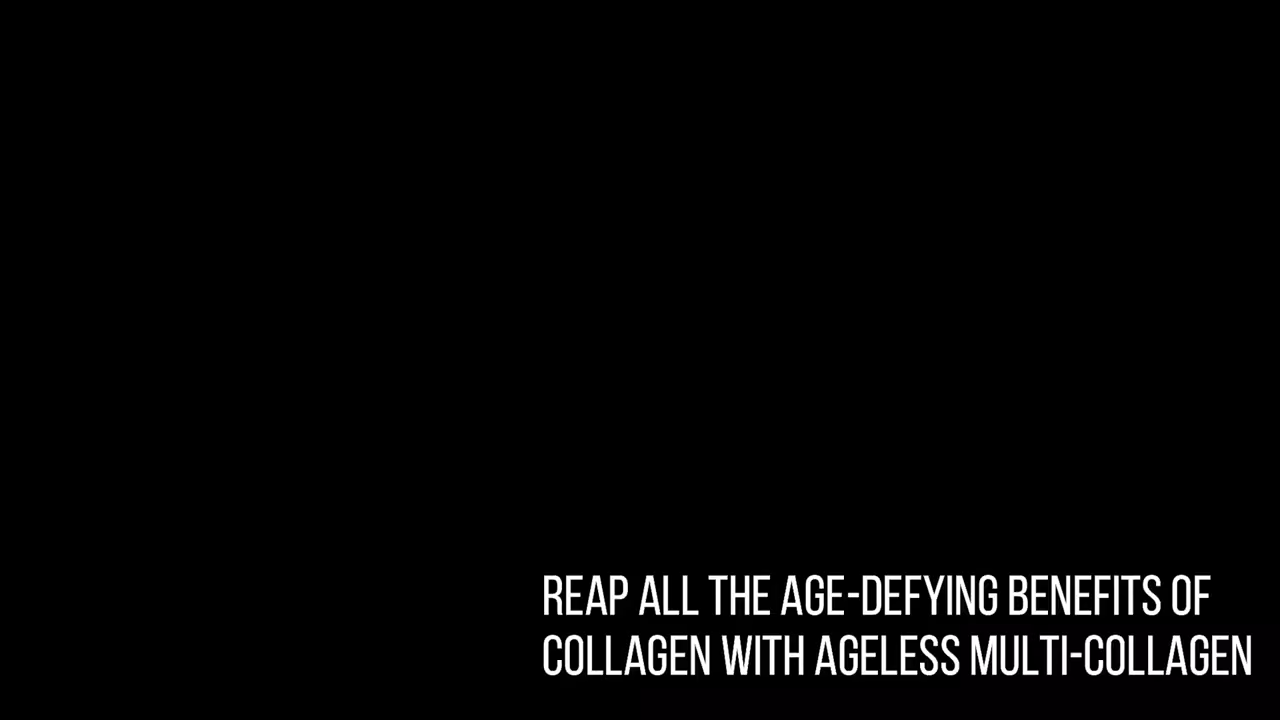 REAP ALL THE AGE-DEFYING BENEFITS OF
COLLAGEN WITH AGELESS MULTI-COLLAGEN